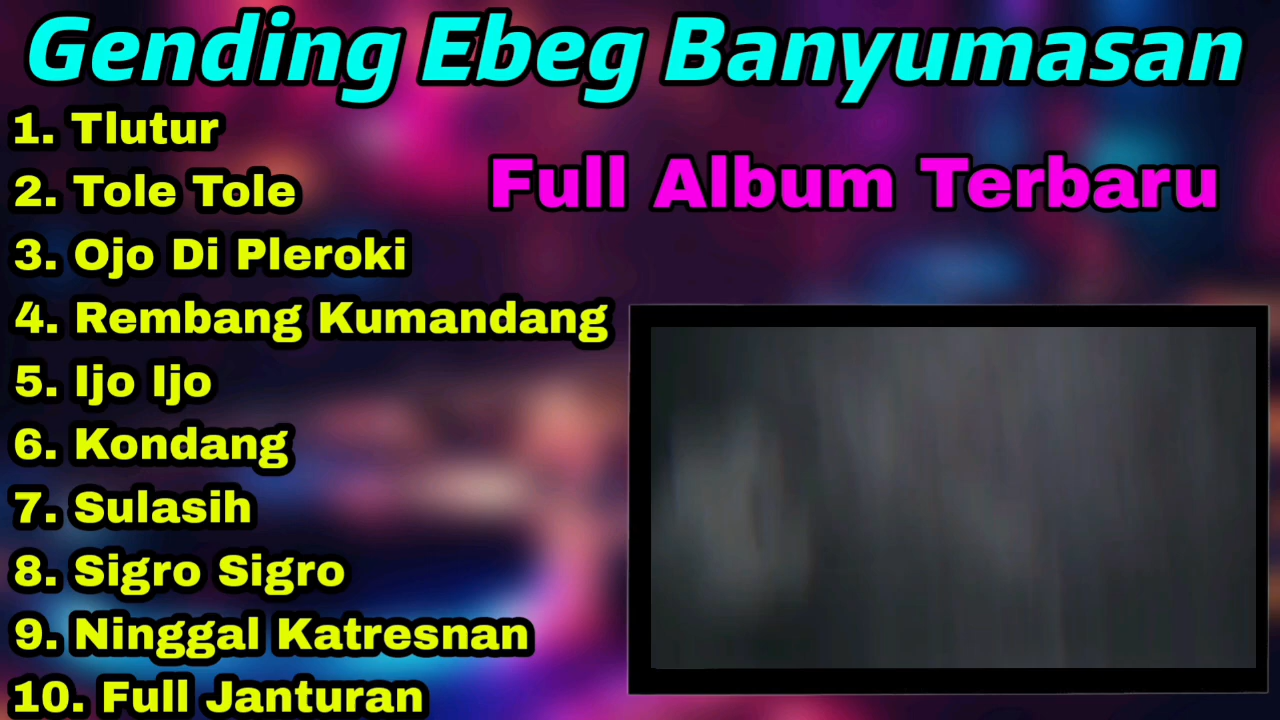 Gending Ebeg Banyumasan
Full Album Terbaru
1. Tlutur
2. Tole Tole
3. Ojo Di Pleroki
4. Rembang Kumandang
5. Ijo Ijo
6. Kondang
7. Sulasih
8. Sigro Sigro
9. Ninggal Katresnan
10. Full Janturan